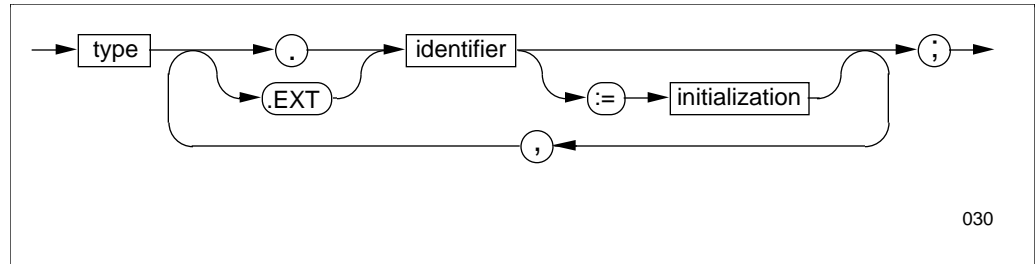 type . identifier ;
.EXT := initialization
,
030